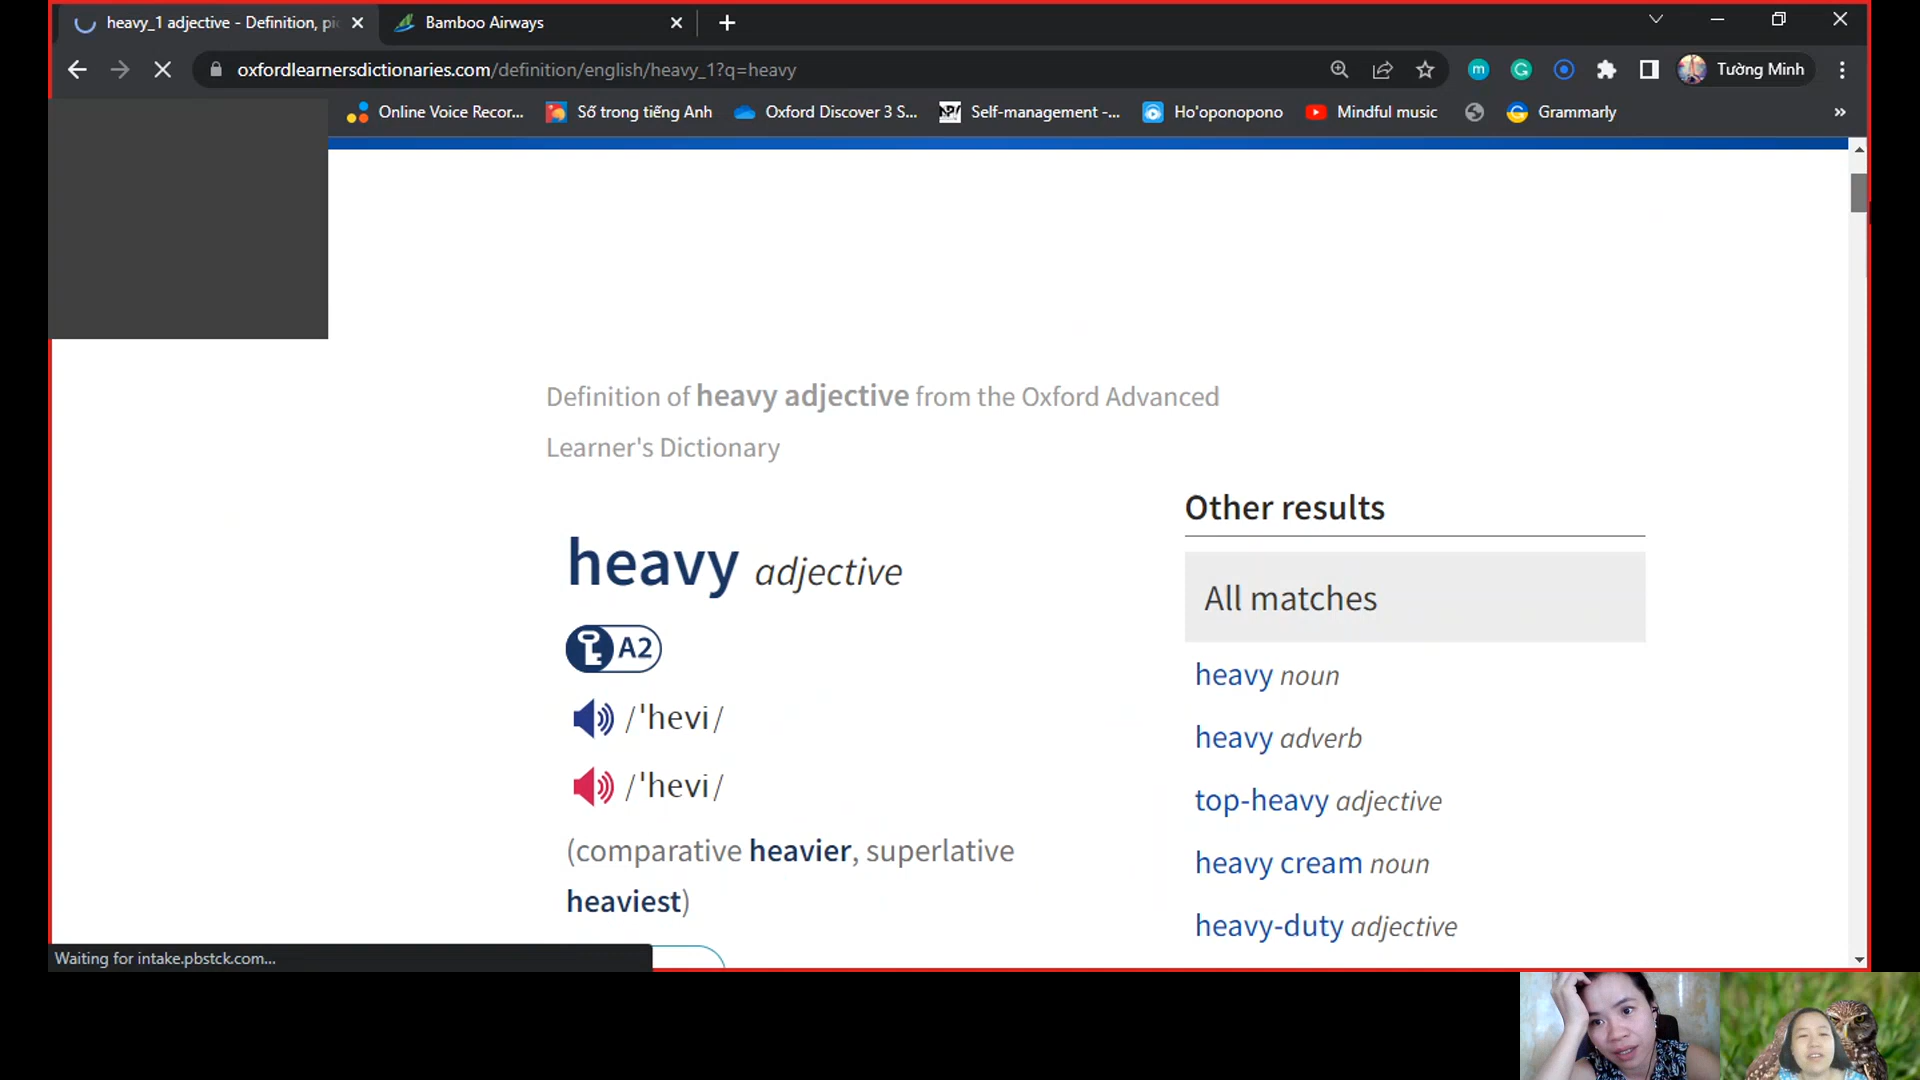 heavy_1 adjective - Definition, pic
Bamboo Airways
oxfordlearnersdictionaries.com/definition/english/heavy_1?q=heavy
Tường Minh
Online Voice Recor...
Số trong tiếng Anh
Oxford Discover 3 S...
Self-management -...
Ho'oponopono
Mindful music
Grammarly
Definition of heavy adjective from the Oxford Advanced
Learner's Dictionary
heavy adjective
A2
/ˈhevi/
/ˈhevi/
(comparative heavier, superlative
heaviest)
Other results
All matches
heavy noun
heavy adverb
top-heavy adjective
heavy cream noun
heavy-duty adjective
Waiting for intake.pbstck.com...